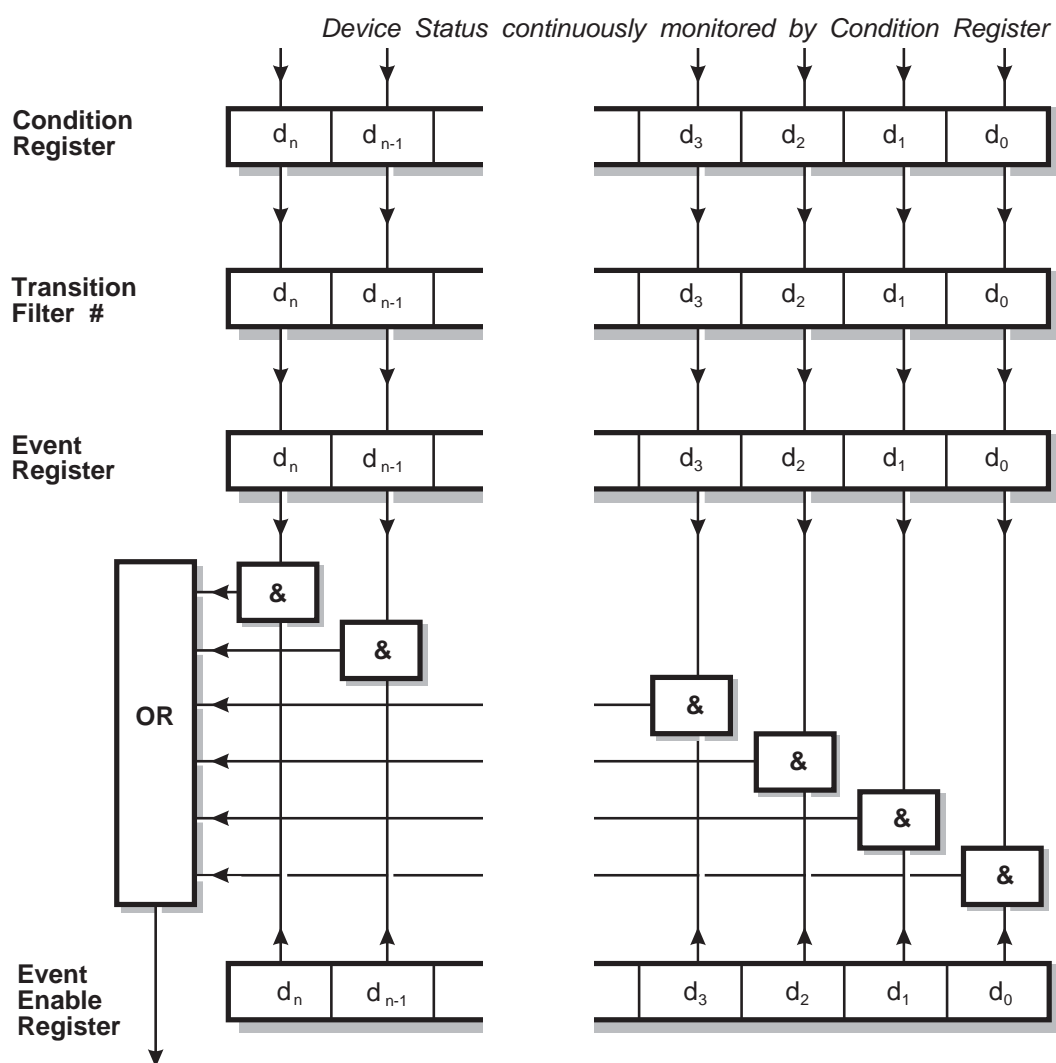 Device Status continuously monitored by Condition Register
Condition
Register
dn dn-1 d3 d2 d1 d0
Transition
Filter #
dn dn-1 d3 d2 d1 d0
Event
Register
dn dn-1 d3 d2 d1 d0
&
&
&
OR
&
&
&
Event
Enable
Register
dn dn-1 d3 d2 d1 d0